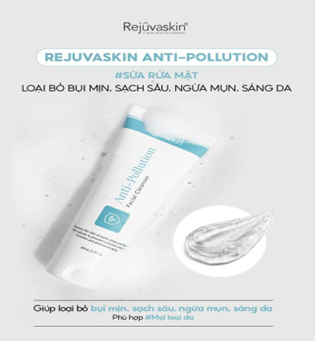 Rejûvaskin®
REJUVASKIN ANTI-POLLUTION
#SỮA RỬA MẶT
LOẠI BỎ BỤI MỊN, SẠCH SÂU, NGỪA MỤN, SÁNG DA
Anti-Pollution
Facial Cleanser
Giúp loại bỏ bụi mịn, sạch sâu, ngừa mụn, sáng da
Phù hợp #Mọi loại da